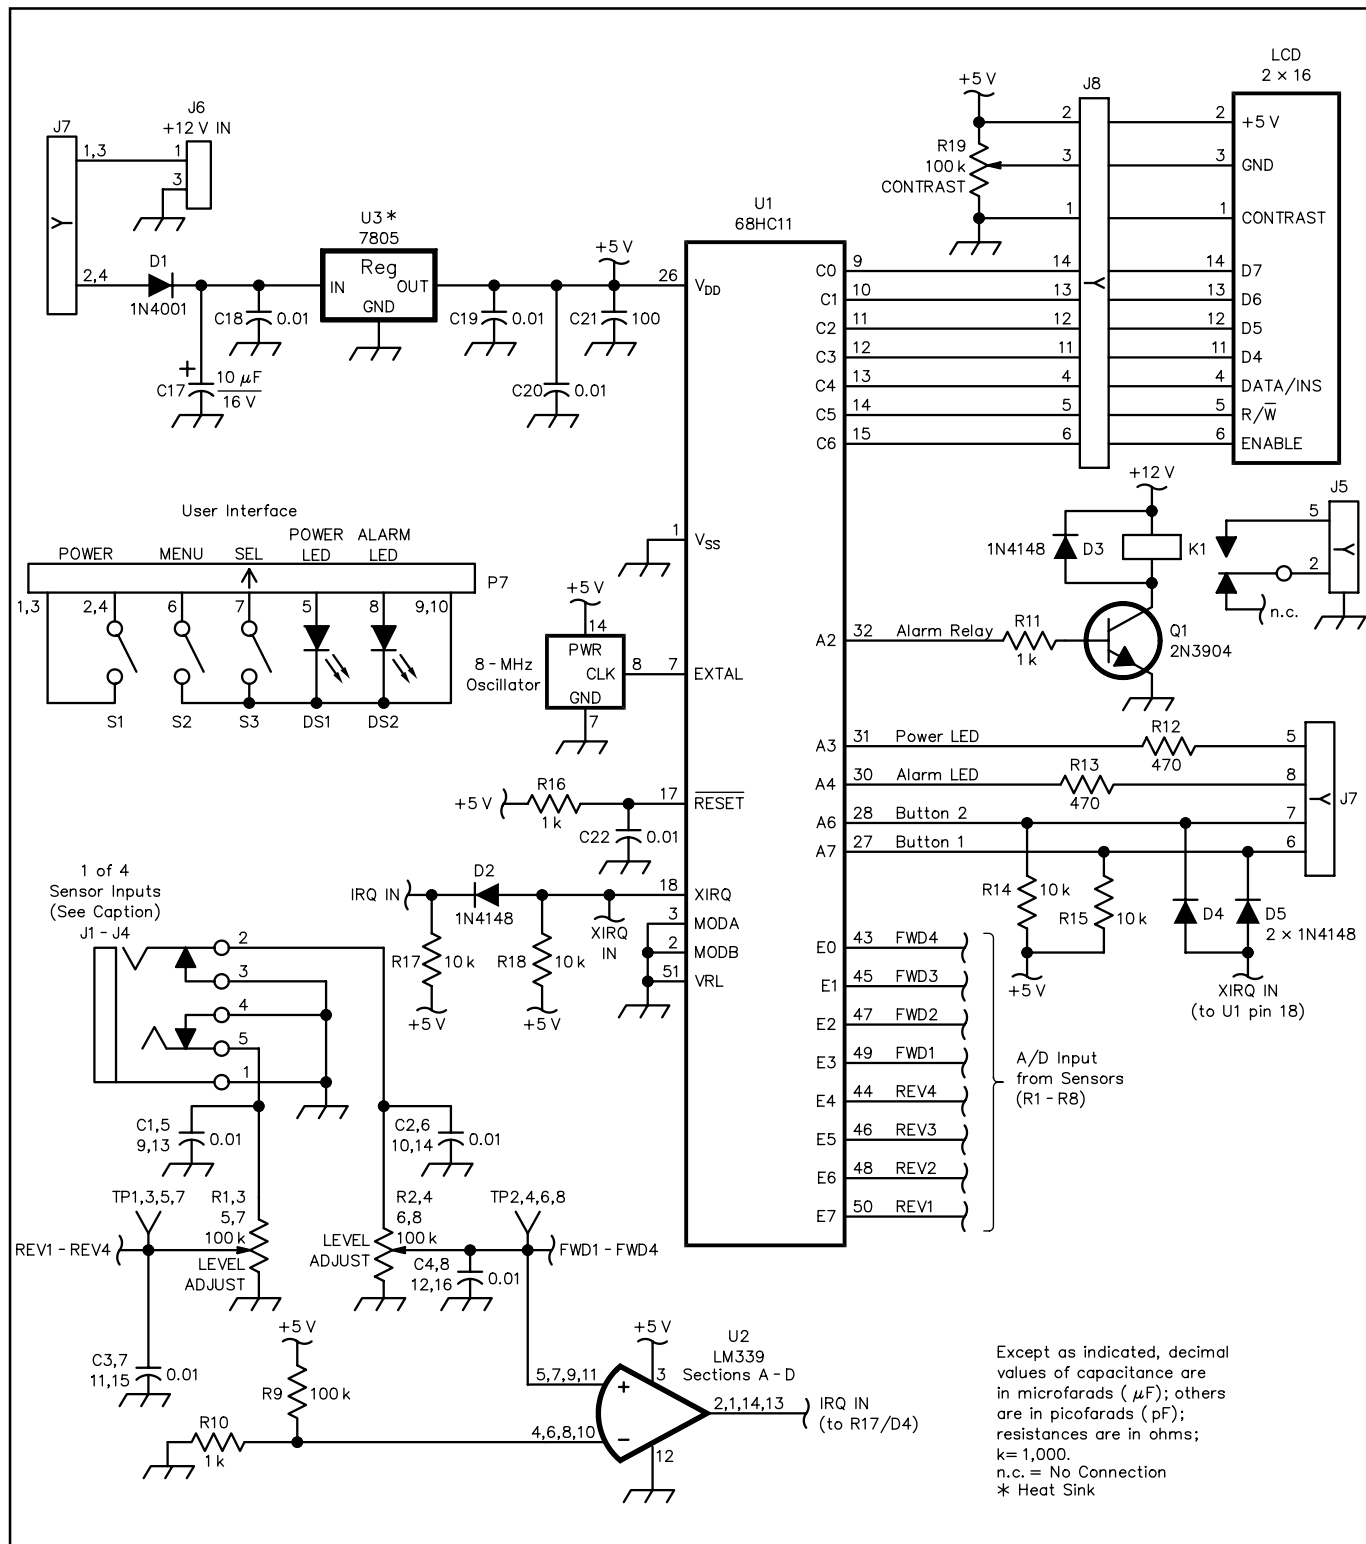 LCD
2 × 16
J8
+5 V
2
2
+5 V
R19
100 k
CONTRAST
3
3
GND
1
1
CONTRAST
J7
J6
+12 V IN
1,3
1
3
U3 *
7805
Reg
IN
OUT
GND
2,4
D1
1N4001
C18
0.01
C17
+
10 µF
16 V
C19
0.01
C20
0.01
+5 V
C21
100
U1
68HC11
26
VDD
C0
9
14
14
D7
C1
10
13
13
D6
C2
11
12
12
D5
C3
12
11
11
D4
C4
13
4
4
DATA/INS
C5
14
5
5
R/W̅
C6
15
6
6
ENABLE
User Interface
POWER
MENU
SEL
POWER
LED
ALARM
LED
P7
1,3
2,4
6
7
5
8
9,10
S1
S2
S3
DS1
DS2
1
VSS
+5 V
14
PWR
CLK
GND
8
7
EXTAL
8-MHz
Oscillator
7
+12 V
1N4148
D3
K1
J5
5
2
n.c.
A2
32
Alarm Relay
R11
1 k
Q1
2N3904
A3
31
Power LED
R12
470
5
A4
30
Alarm LED
R13
470
8
J7
A6
28
Button 2
7
A7
27
Button 1
6
R14
10 k
R15
10 k
D4
D5
2 × 1N4148
+5 V
XIRQ IN
(to U1 pin 18)
+5 V
R16
1 k
17
R̅E̅S̅E̅T̅
C22
0.01
IRQ IN
D2
1N4148
18
XIRQ
XIRQ
IN
3
MODA
2
MODB
51
VRL
R17
10 k
R18
10 k
+5 V
+5 V
1 of 4
Sensor Inputs
(See Caption)
J1 - J4
2
3
4
5
1
E0
43
FWD4
E1
45
FWD3
E2
47
FWD2
E3
49
FWD1
E4
44
REV4
E5
46
REV3
E6
48
REV2
E7
50
REV1
A/D Input
from Sensors
(R1 - R8)
C1,5
9,13
0.01
C2,6
10,14
0.01
TP1,3,5,7
R1,3
5,7
100 k
LEVEL
ADJUST
REV1 - REV4
R2,4
6,8
100 k
LEVEL
ADJUST
TP2,4,6,8
FWD1 - FWD4
C4,8
12,16
0.01
C3,7
11,15
0.01
+5 V
R9
100 k
R10
1 k
+5 V
U2
LM339
Sections A - D
3
5,7,9,11
+
4,6,8,10
−
12
2,1,14,13
IRQ IN
(to R17/D4)
Except as indicated, decimal
values of capacitance are
in microfarads ( µF); others
are in picofarads ( pF);
resistances are in ohms;
k= 1,000.
n.c. = No Connection
* Heat Sink